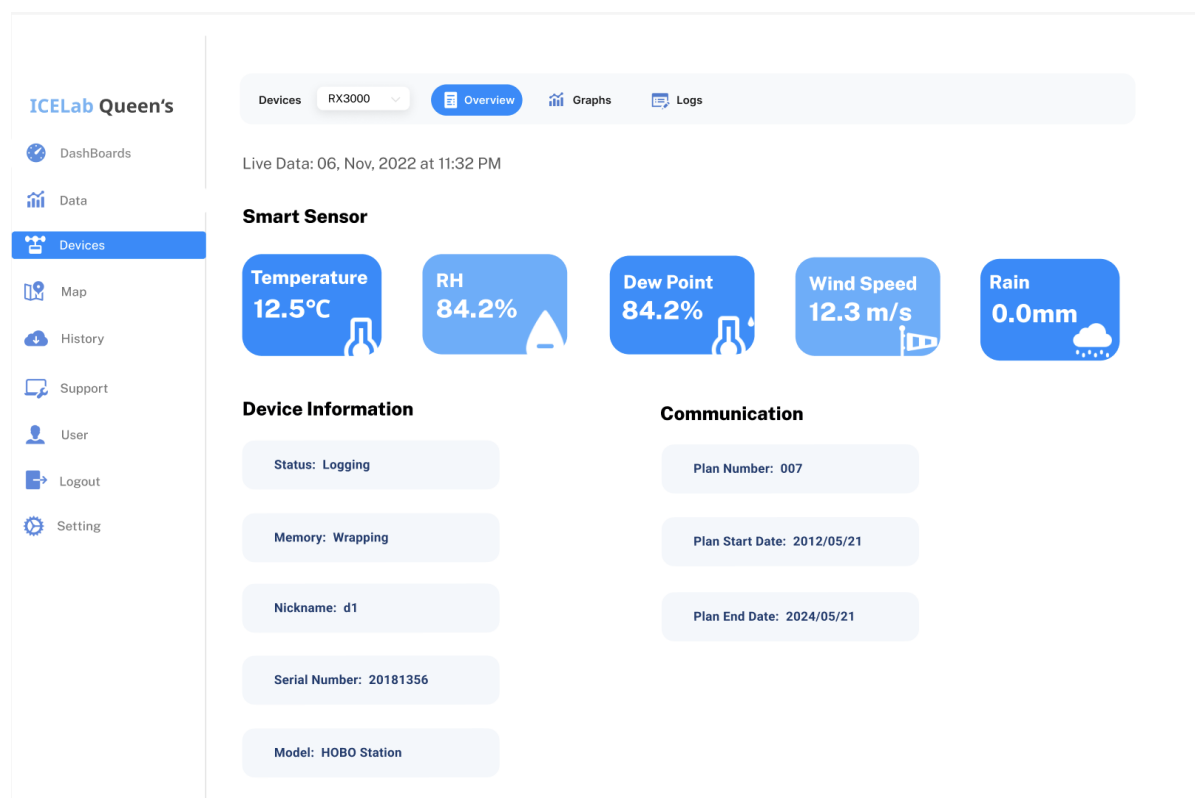 ICELab Queen's
DashBoards
Data
Devices
Map
History
Support
User
Logout
Setting
Devices RX3000 Overview Graphs Logs
Live Data: 06, Nov, 2022 at 11:32 PM
Smart Sensor
Temperature
12.5℃
RH
84.2%
Dew Point
84.2%
Wind Speed
12.3 m/s
Rain
0.0mm
Device Information
Status: Logging
Memory: Wrapping
Nickname: d1
Serial Number: 20181356
Model: HOBO Station
Communication
Plan Number: 007
Plan Start Date: 2012/05/21
Plan End Date: 2024/05/21